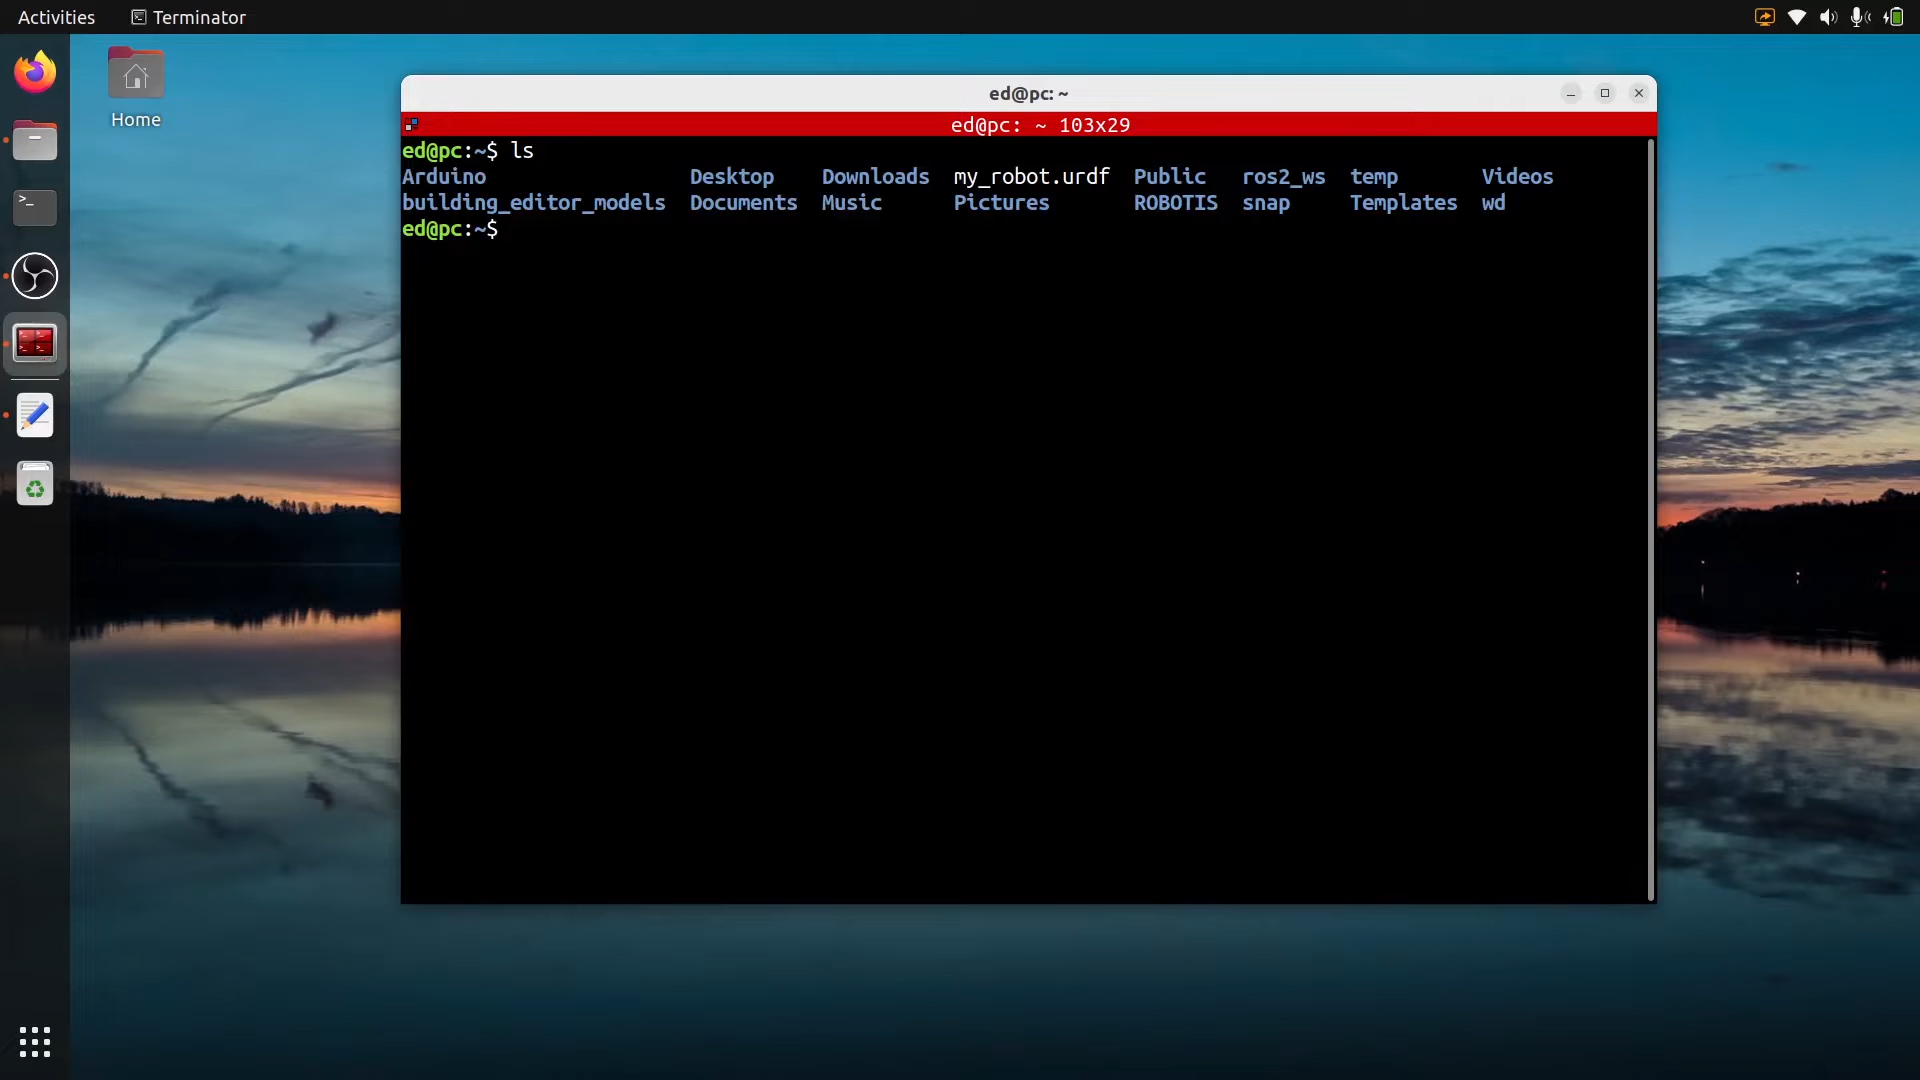 Activities Terminator
Home
ed@pc: ~
ed@pc: ~ 103x29
ed@pc:~$ ls
Arduino Desktop Downloads my_robot.urdf Public ros2_ws temp Videos
building_editor_models Documents Music Pictures ROBOTIS snap Templates wd
ed@pc:~$